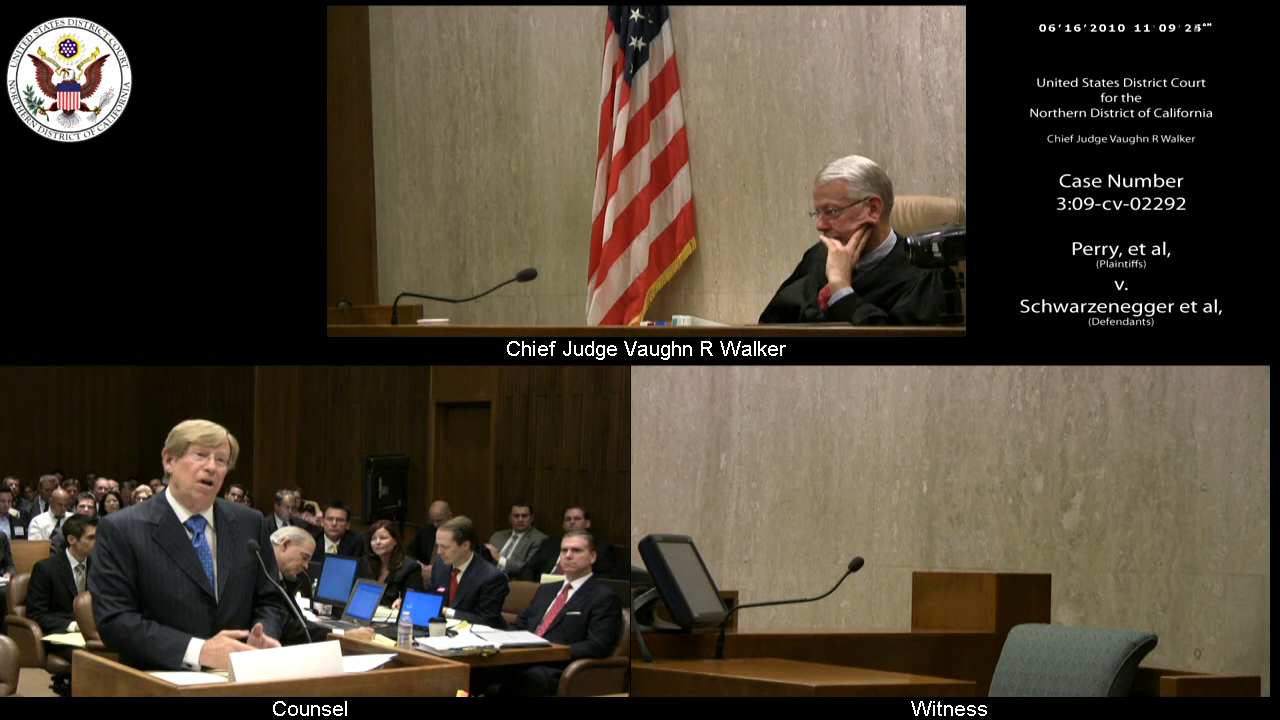 UNITED STATES DISTRICT COURT
NORTHERN DISTRICT OF CALIFORNIA
06'16'2010 11 09
United States District Court
for the
Northern District of California
Chief Judge Vaughn R Walker
Case Number
3:09-cv-02292
Perry, et al,
(Plaintiffs)
v.
Schwarzenegger et al,
(Defendants)
Chief Judge Vaughn R Walker
Counsel
Witness